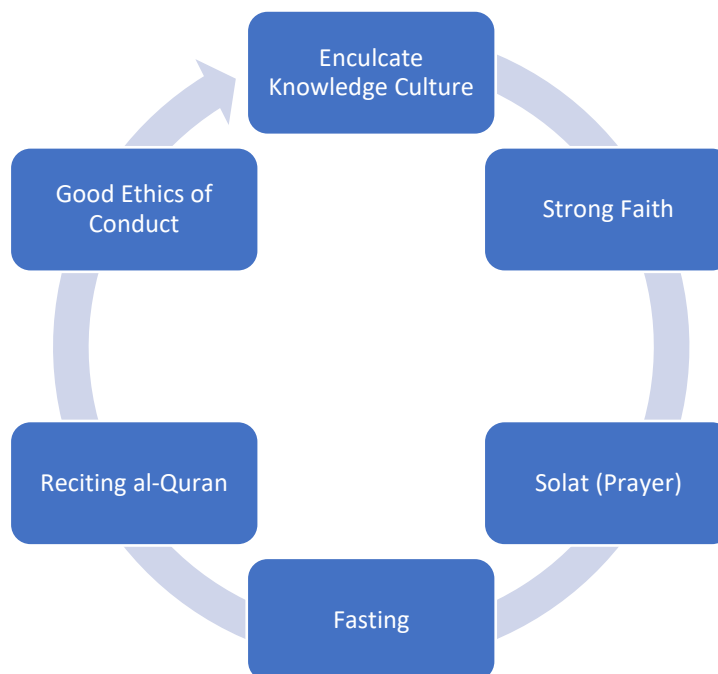 Enculcate
Knowledge Culture
Strong Faith
Solat (Prayer)
Fasting
Reciting al-Quran
Good Ethics of
Conduct